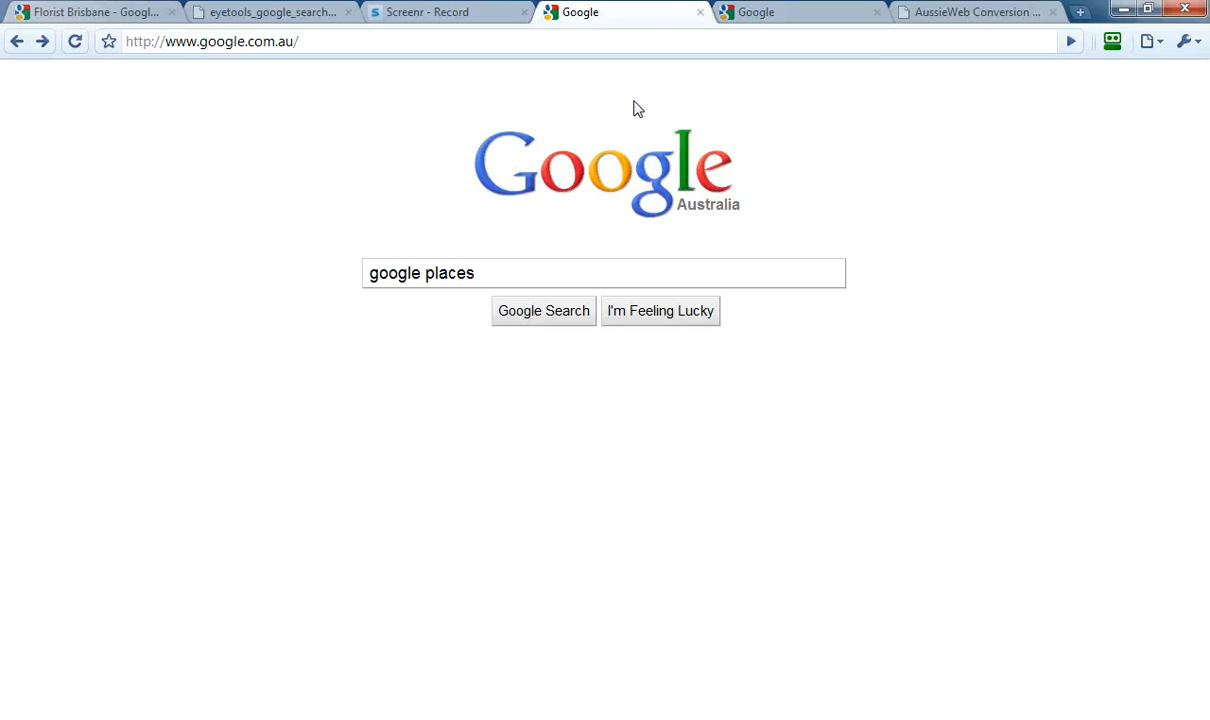 Florist Brisbane - Googl...
eyetools_google_search...
Screenr - Record
Google
Google
AussieWeb Conversion ...
http://www.google.com.au/
Google
Australia
google places
Google Search
I'm Feeling Lucky